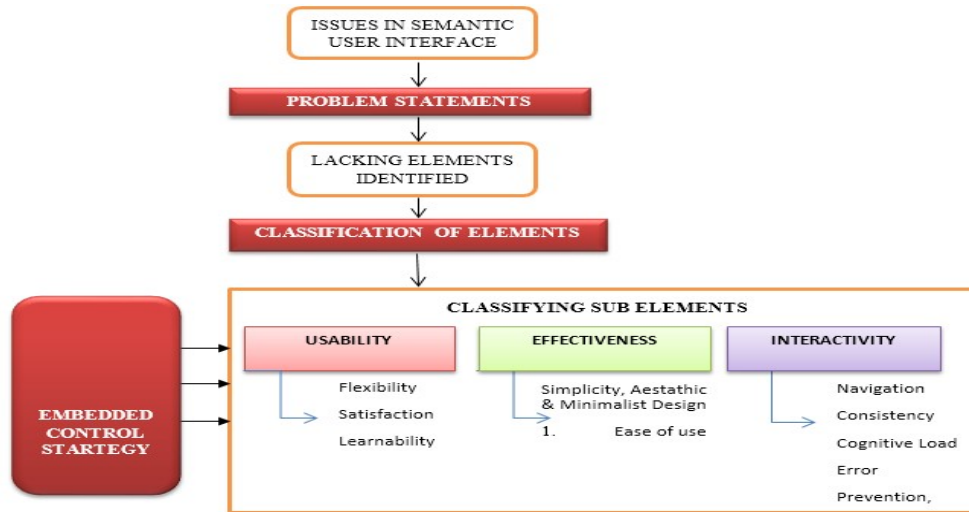 ISSUES IN SEMANTIC
USER INTERFACE
PROBLEM STATEMENTS
LACKING ELEMENTS
IDENTIFIED
CLASSIFICATION OF ELEMENTS
EMBEDDED
CONTROL
STARTEGY
CLASSIFYING SUB ELEMENTS
USABILITY
Flexibility
Satisfaction
Learnability
EFFECTIVENESS
Simplicity, Aestathic
& Minimalist Design
1. Ease of use
INTERACTIVITY
Navigation
Consistency
Cognitive Load
Error
Prevention,